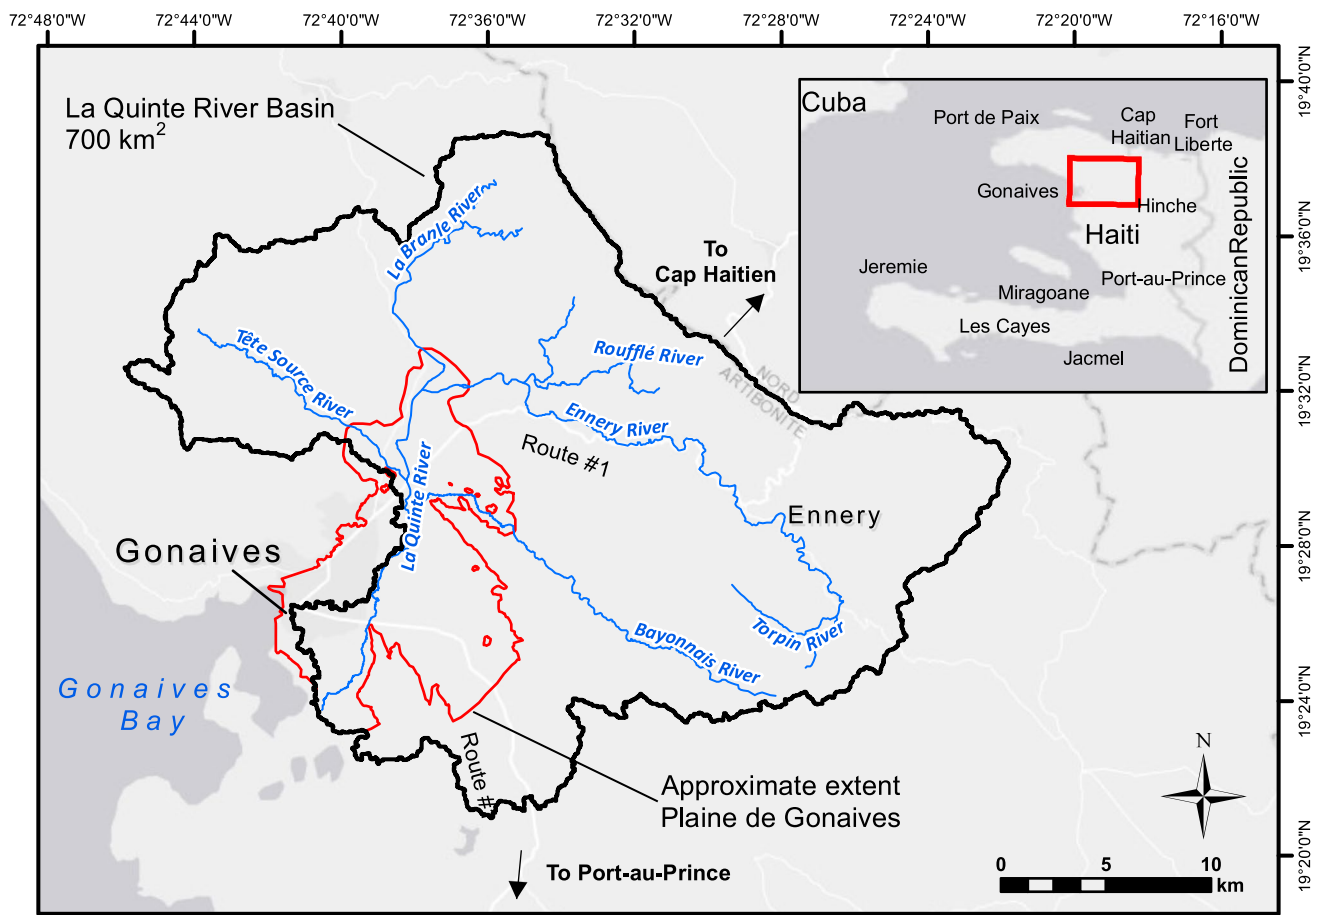 72°48'0"W
72°44'0"W
72°40'0"W
72°36'0"W
72°32'0"W
72°28'0"W
72°24'0"W
72°20'0"W
72°16'0"W
La Quinte River Basin
700 km2
Cuba
Port de Paix
Cap
Haitian
Fort
Liberte
Gonaives
Hinche
Haiti
Jeremie
Port-au-Prince
Miragoane
Les Cayes
Jacmel
DominicanRepublic
19°40'0"N
19°36'0"N
19°32'0"N
19°28'0"N
19°24'0"N
19°20'0"N
La Branle River
To
Cap Haitien
Tête Source River
Roufflé River
NORD
ARTIBONITE
Ennery River
Route #1
La Quinte River
Ennery
Gonaives
Torpin River
Bayonnais River
Gonaives
Bay
Route #
Approximate extent
Plaine de Gonaives
To Port-au-Prince
N
0
5
10
km